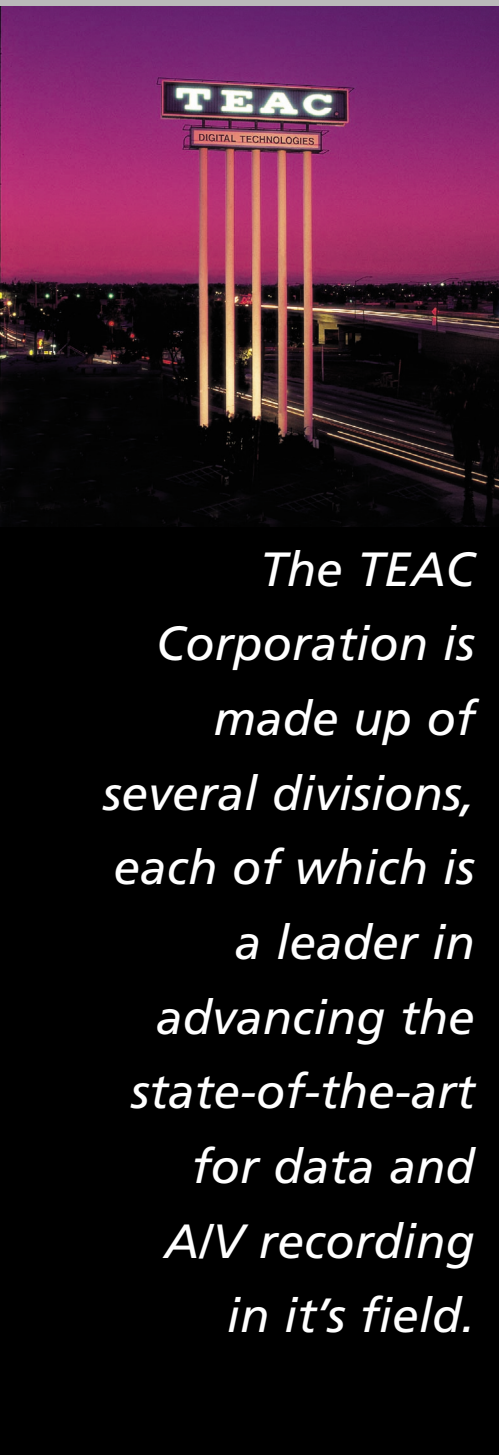 TEAC
DIGITAL TECHNOLOGIES
The TEAC
Corporation is
made up of
several divisions,
each of which is
a leader in
advancing the
state-of-the-art
for data and
A/V recording
in it's field.